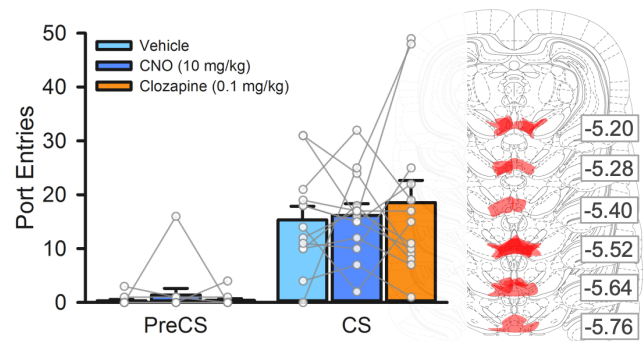 50
40
30
20
10
0
Port Entries
Vehicle
CNO (10 mg/kg)
Clozapine (0.1 mg/kg)
PreCS
CS
-5.20
-5.28
-5.40
-5.52
-5.64
-5.76